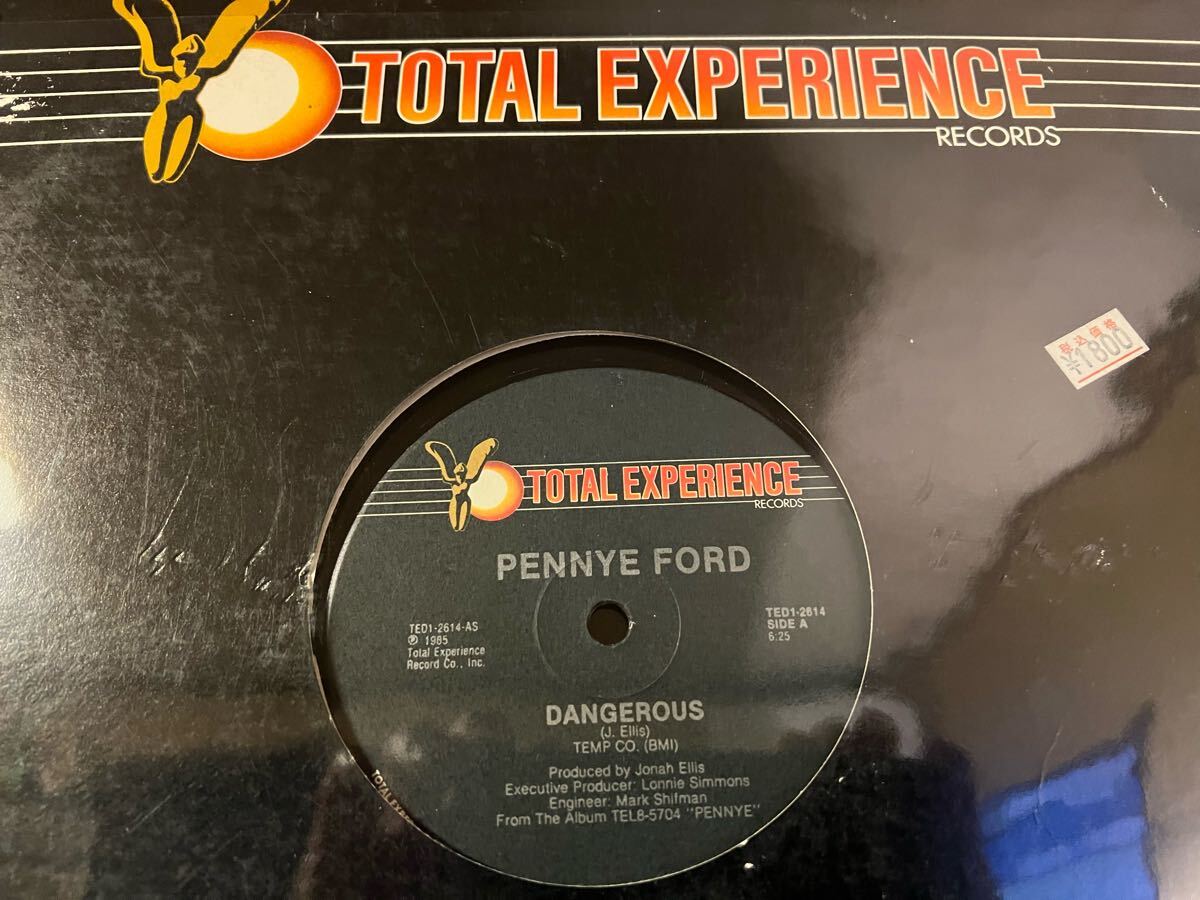 TOTAL EXPERIENCE
RECORDS
税込価格
¥1800
TOTAL EXPERIENCE
RECORDS
PENNYE FORD
TED1-2614-AS
℗ 1985
Total Experience
Record Co., Inc.
TED1-2614
SIDE A
6:25
DANGEROUS
(J. Ellis)
TEMP CO. (BMI)
Produced by Jonah Ellis
Executive Producer: Lonnie Simmons
Engineer: Mark Shifman
From The Album TEL8-5704 "PENNYE"